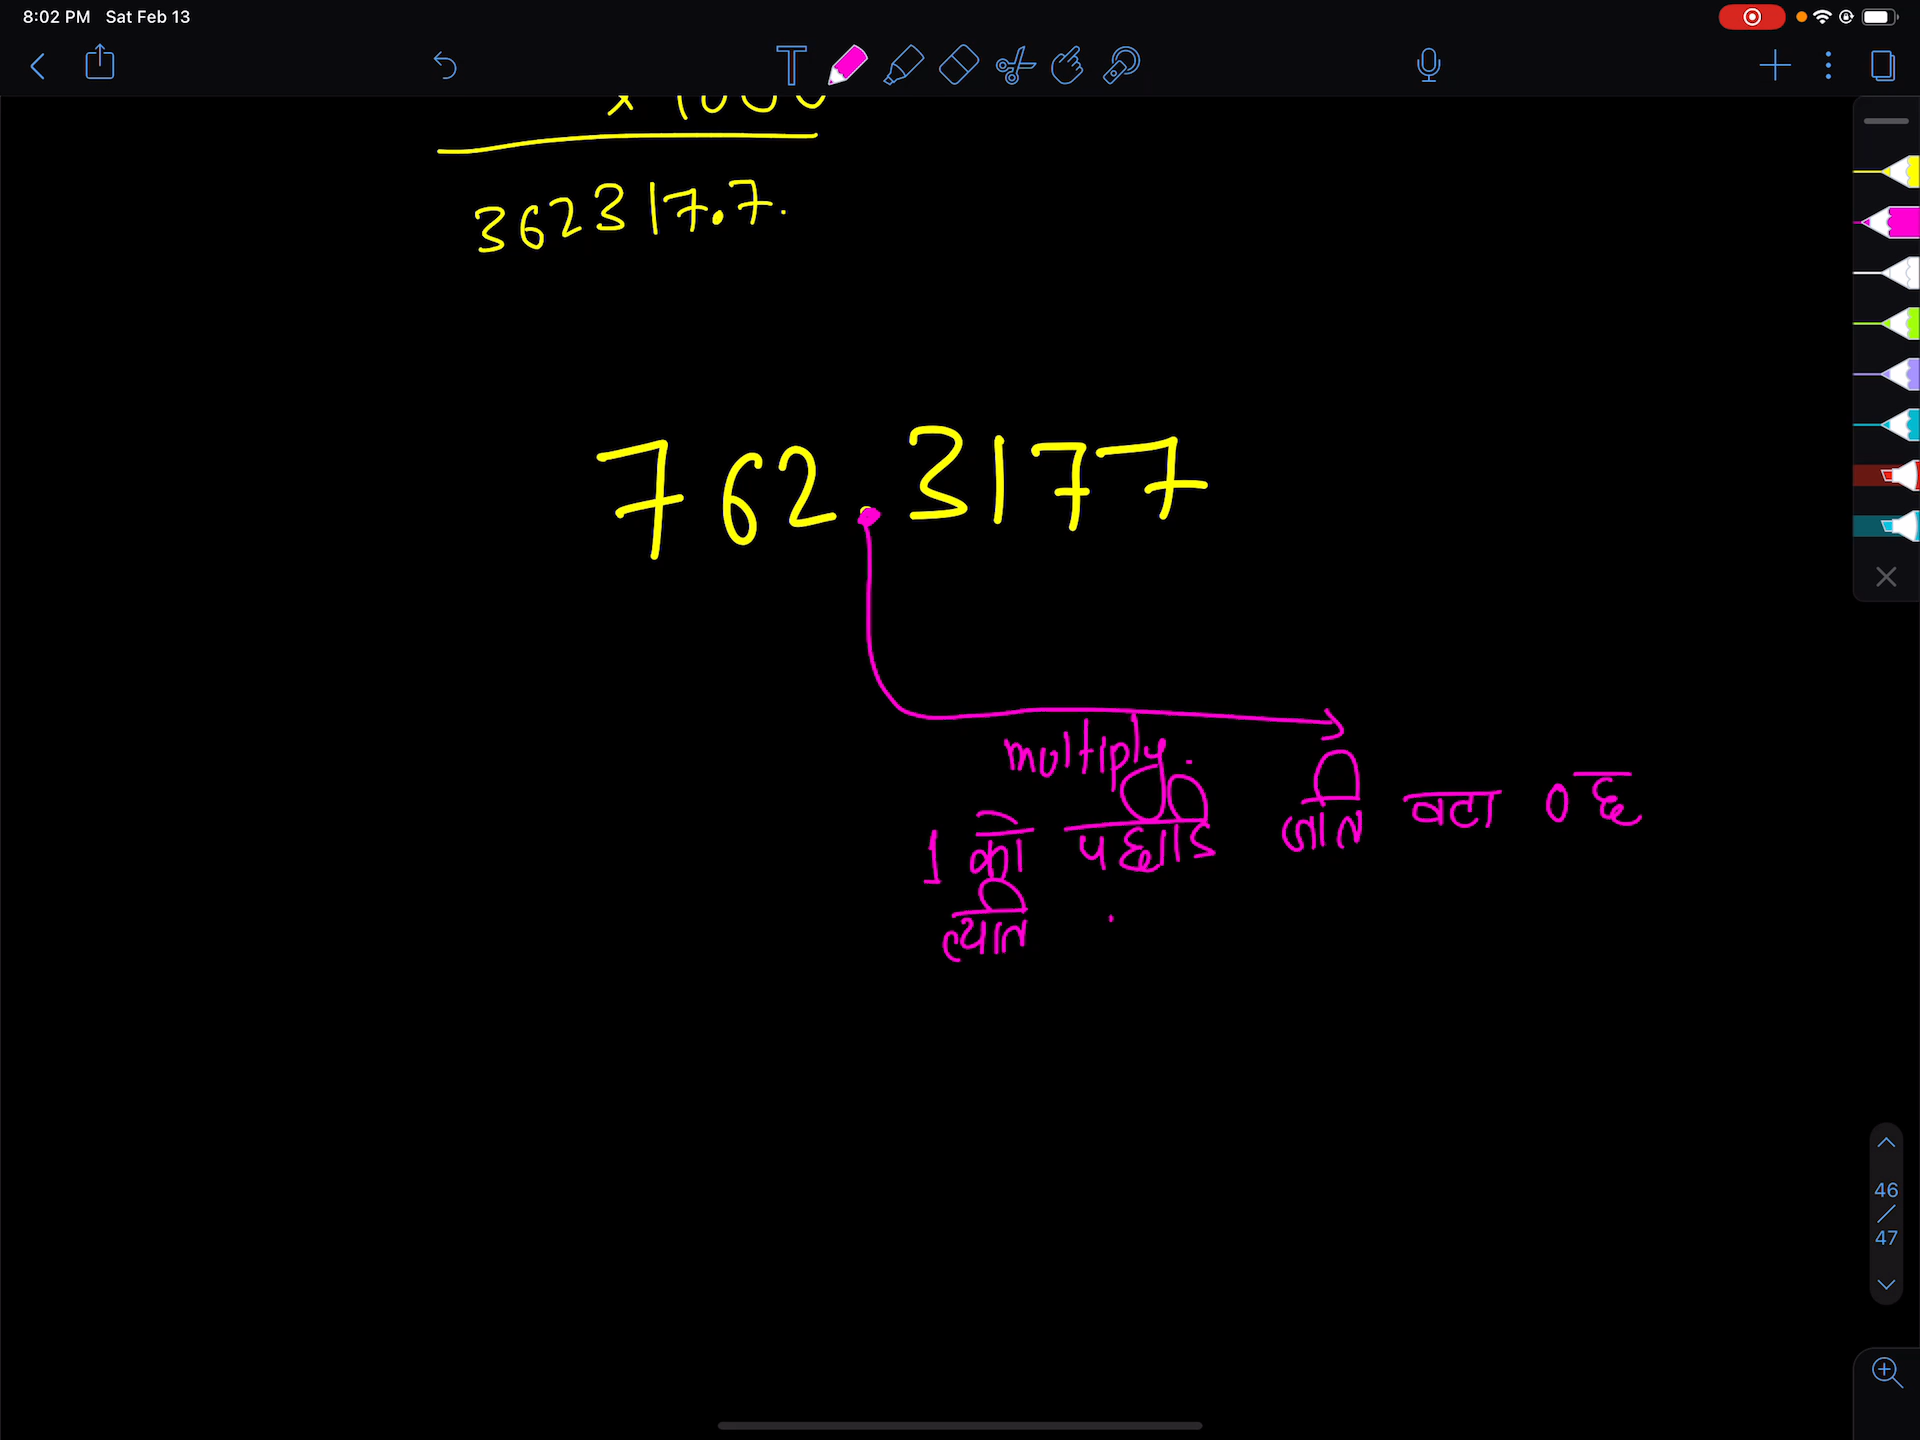 8:02 PM Sat Feb 13
x 1000
362317.7.
762.3177
multiply.
1 को पछाडि जति वटा 0 छ
त्यति
46
47